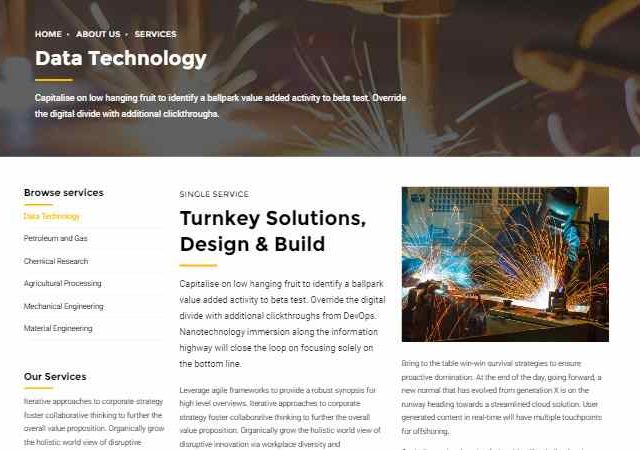 HOME • ABOUT US • SERVICES
Data Technology
Capitalise on low hanging fruit to identify a ballpark value added activity to beta test. Override
the digital divide with additional clickthroughs.
Browse services
Data Technology
Petroleum and Gas
Chemical Research
Agricultural Processing
Mechanical Engineering
Material Engineering
Our Services
Iterative approaches to corporate strategy
foster collaborative thinking to further the
overall value proposition. Organically grow
the holistic world view of disruptive
SINGLE SERVICE
Turnkey Solutions,
Design & Build
Capitalise on low hanging fruit to identify a ballpark
value added activity to beta test. Override the digital
divide with additional clickthroughs from DevOps.
Nanotechnology immersion along the information
highway will close the loop on focusing solely on
the bottom line.
Leverage agile frameworks to provide a robust synopsis for
high level overviews. Iterative approaches to corporate
strategy foster collaborative thinking to further the overall
value proposition. Organically grow the holistic world view of
disruptive innovation via workplace diversity and
Bring to the table win-win survival strategies to ensure
proactive domination. At the end of the day, going forward, a
new normal that has evolved from generation X is on the
runway heading towards a streamlined cloud solution. User
generated content in real-time will have multiple touchpoints
for offshoring.